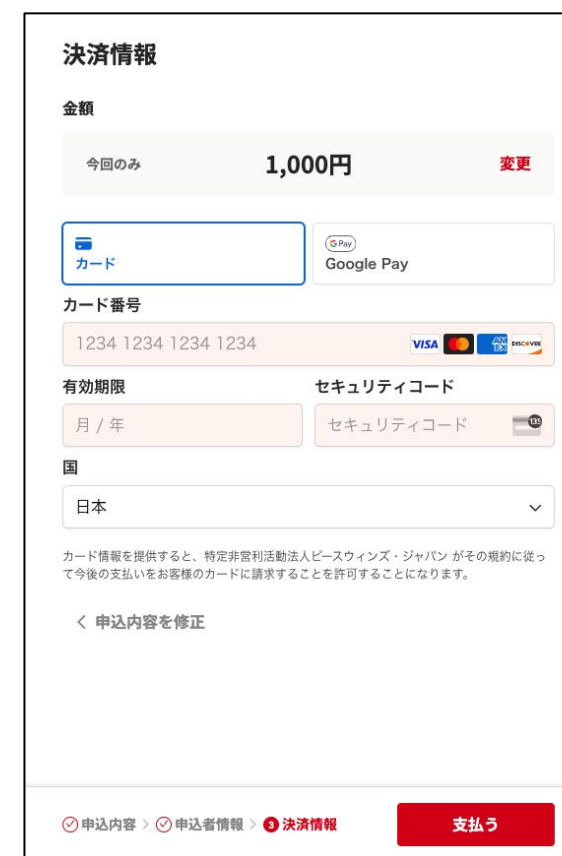 決済情報
金額
今回のみ 1,000円 変更
カード
G Pay
Google Pay
カード番号
1234 1234 1234 1234 VISA AM EX DISCOVER
有効期限 セキュリティコード
月 / 年 セキュリティコード 135
国
日本
カード情報を提供すると、特定非営利活動法人ピースウィンズ・ジャパン がその規約に従っ
て今後の支払いをお客様のカードに請求することを許可することになります。
申込内容を修正
申込内容 > 申込者情報 > 3 決済情報 支払う